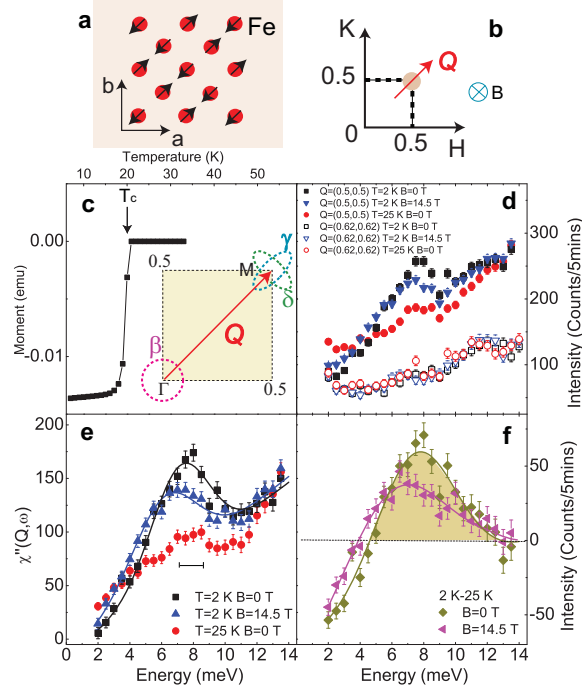 a
Fe
b
a
b
K
Q
0.5
B
0
0.5
H
Temperature (K)
10 20 30 40 50
Tc
c
0.00
-0.01
Moment (emu)
0.5
M
γ
δ
Q
β
Γ
0.5
d
Q=(0.5,0.5) T=2 K B=0 T
Q=(0.5,0.5) T=2 K B=14.5 T
Q=(0.5,0.5) T=25 K B=0 T
Q=(0.62,0.62) T=2 K B=0 T
Q=(0.62,0.62) T=2 K B=14.5 T
Q=(0.62,0.62) T=25 K B=0 T
300
200
100
Intensity (Counts/5mins)
e
200
175
150
125
100
75
50
25
0
χ''(Q,ω)
T=2 K B=0 T
T=2 K B=14.5 T
T=25 K B=0 T
0 2 4 6 8 10 12 14
Energy (meV)
f
50
0
-50
Intensity (Counts/5mins)
2 K-25 K
B=0 T
B=14.5 T
2 4 6 8 10 12 14
Energy (meV)